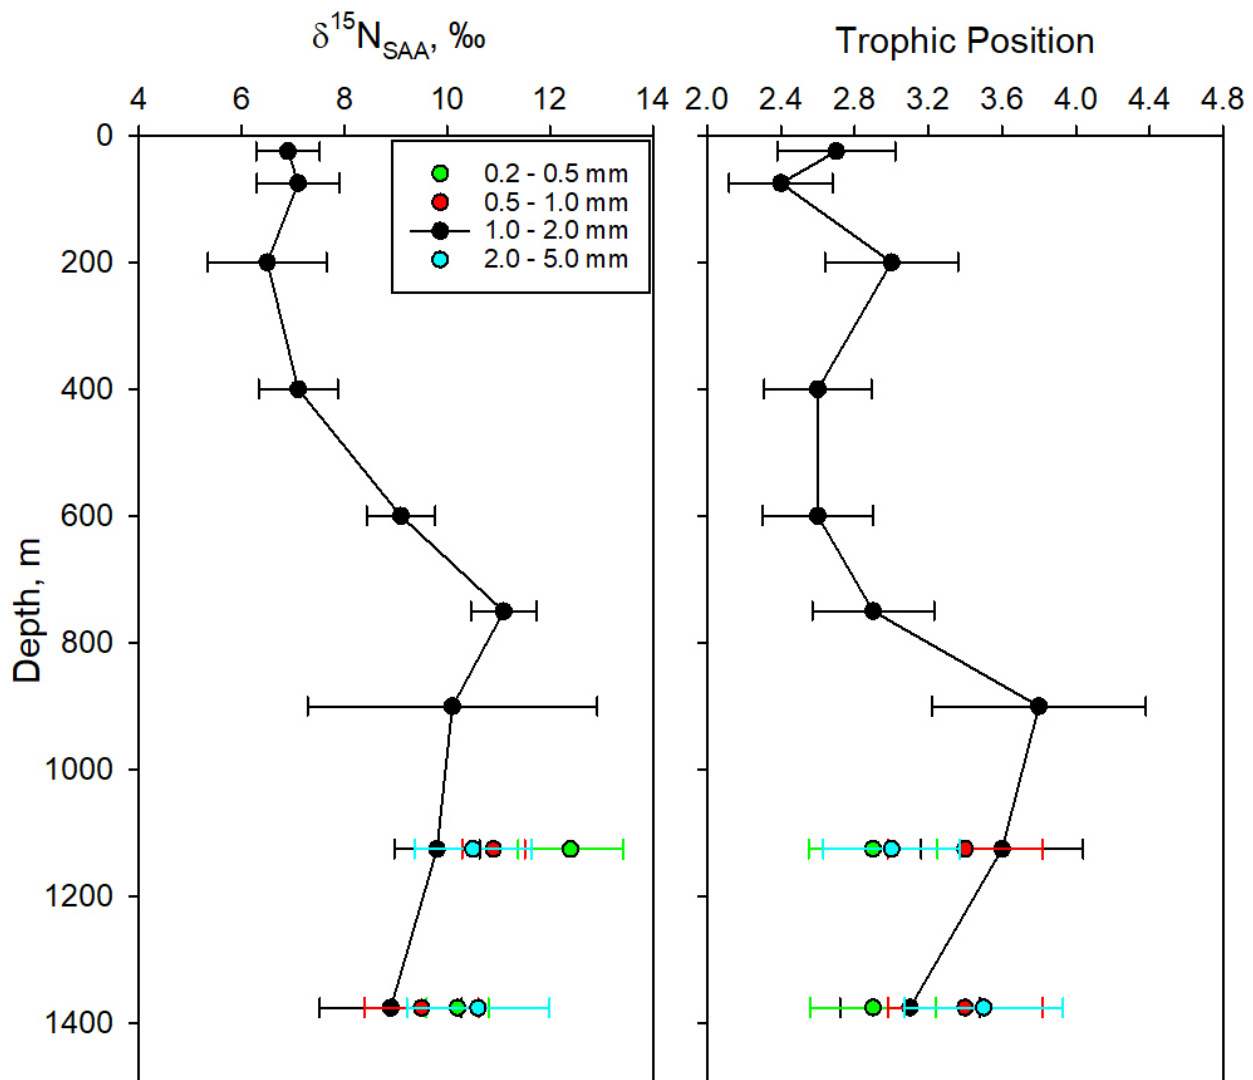 δ15NSAA, ‰
Trophic Position
4 6 8 10 12 14
2.0 2.4 2.8 3.2 3.6 4.0 4.4 4.8
0
200
400
600
800
1000
1200
1400
Depth, m
0.2 - 0.5 mm
0.5 - 1.0 mm
1.0 - 2.0 mm
2.0 - 5.0 mm